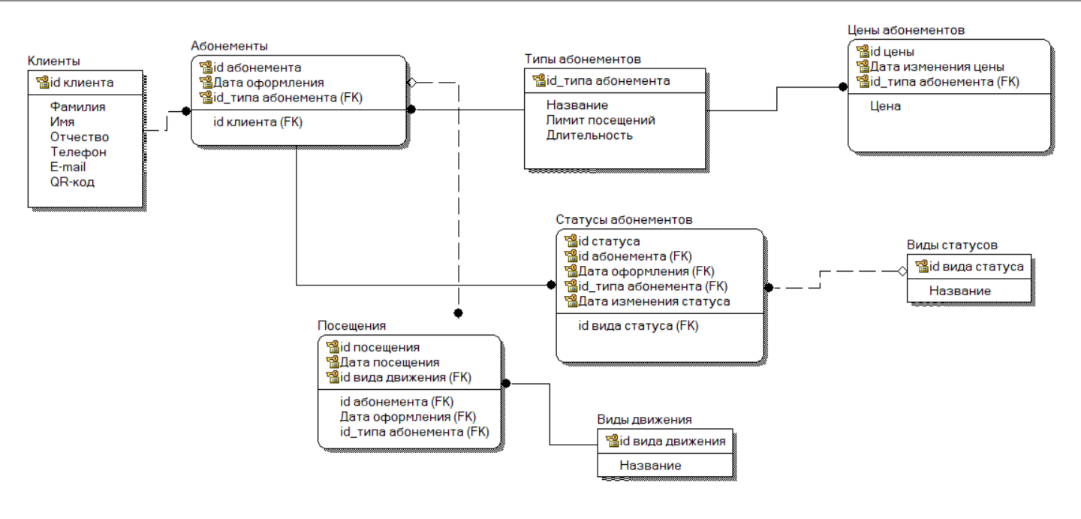 Клиенты
id клиента
Фамилия
Имя
Отчество
Телефон
E-mail
QR-код
Абонементы
id абонемента
Дата оформления
id_типа абонемента (FK)
id клиента (FK)
Типы абонементов
id_типа абонемента
Название
Лимит посещений
Длительность
Цены абонементов
id цены
Дата изменения цены
id_типа абонемента (FK)
Цена
Статусы абонементов
id статуса
id абонемента (FK)
Дата оформления (FK)
id_типа абонемента (FK)
Дата изменения статуса
id вида статуса (FK)
Виды статусов
id вида статуса
Название
Посещения
id посещения
Дата посещения
id вида движения (FK)
id абонемента (FK)
Дата оформления (FK)
id_типа абонемента (FK)
Виды движения
id вида движения
Название